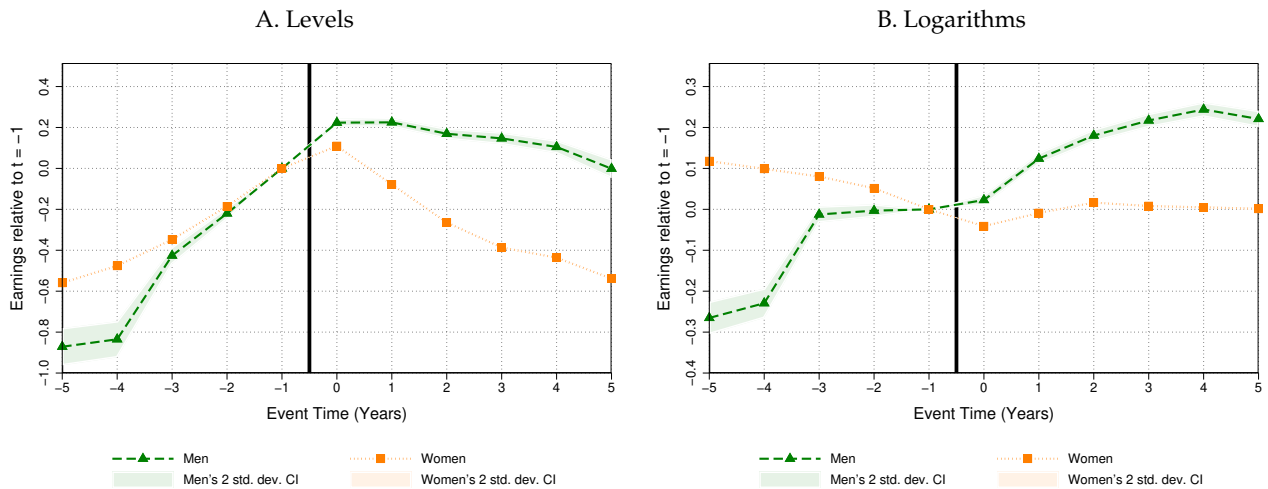 A. Levels
Earnings relative to t = −1
0.4
0.2
0.0
−0.2
−0.4
−0.6
−0.8
−1.0
−5 −4 −3 −2 −1 0 1 2 3 4 5
Event Time (Years)
Men Women
Men's 2 std. dev. CI Women's 2 std. dev. CI
B. Logarithms
Earnings relative to t = −1
0.3
0.2
0.1
0.0
−0.1
−0.2
−0.3
−0.4
−5 −4 −3 −2 −1 0 1 2 3 4 5
Event Time (Years)
Men Women
Men's 2 std. dev. CI Women's 2 std. dev. CI